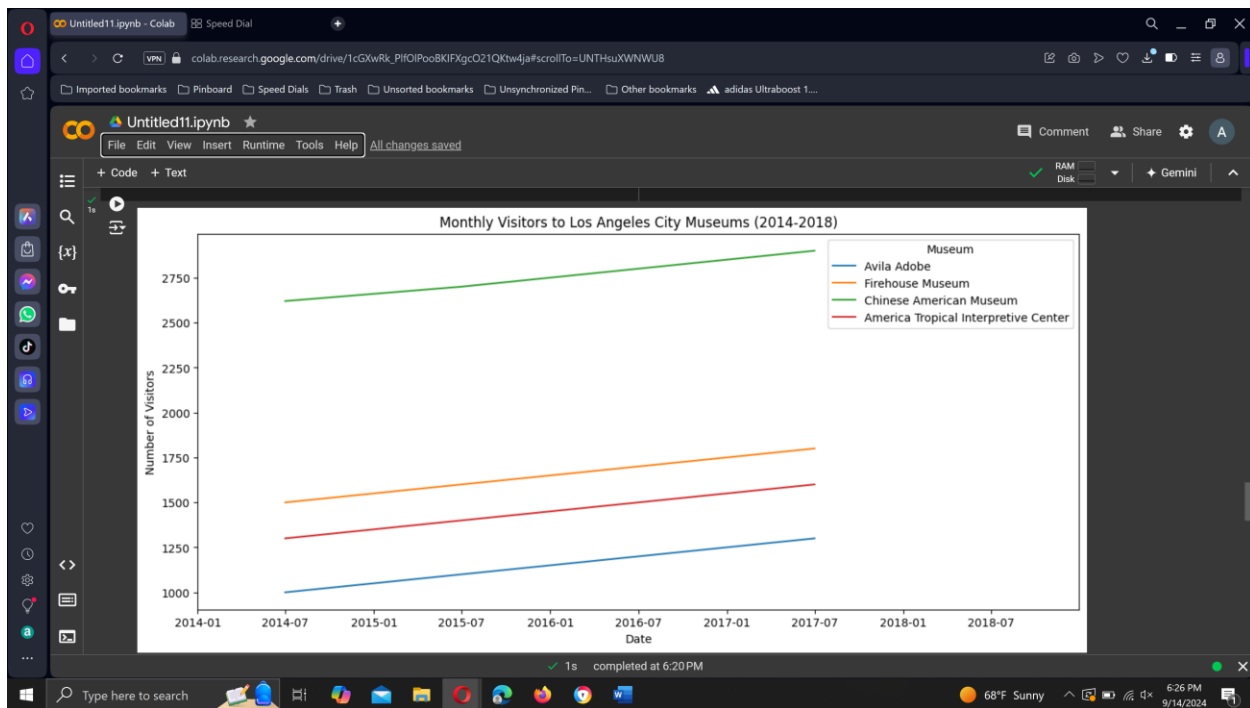 Untitled11.ipynb - Colab
Speed Dial
VPN
colab.research.google.com/drive/1cGXwRk_PIfOlPooBKIFXgcO21QKtw4ja#scrollTo=UNTHsuXWNWU8
Imported bookmarks Pinboard Speed Dials Trash Unsorted bookmarks Unsynchronized Pin... Other bookmarks adidas Ultraboost 1....
CO Untitled11.ipynb
Comment Share A
File Edit View Insert Runtime Tools Help All changes saved
+ Code + Text
RAM
Disk
Gemini
1s
{x}
Monthly Visitors to Los Angeles City Museums (2014-2018)
Museum
Avila Adobe
Firehouse Museum
Chinese American Museum
America Tropical Interpretive Center
Number of Visitors
2750
2500
2250
2000
1750
1500
1250
1000
2014-01 2014-07 2015-01 2015-07 2016-01 2016-07 2017-01 2017-07 2018-01 2018-07
Date
1s completed at 6:20 PM
Type here to search
68°F Sunny
6:26 PM
9/14/2024